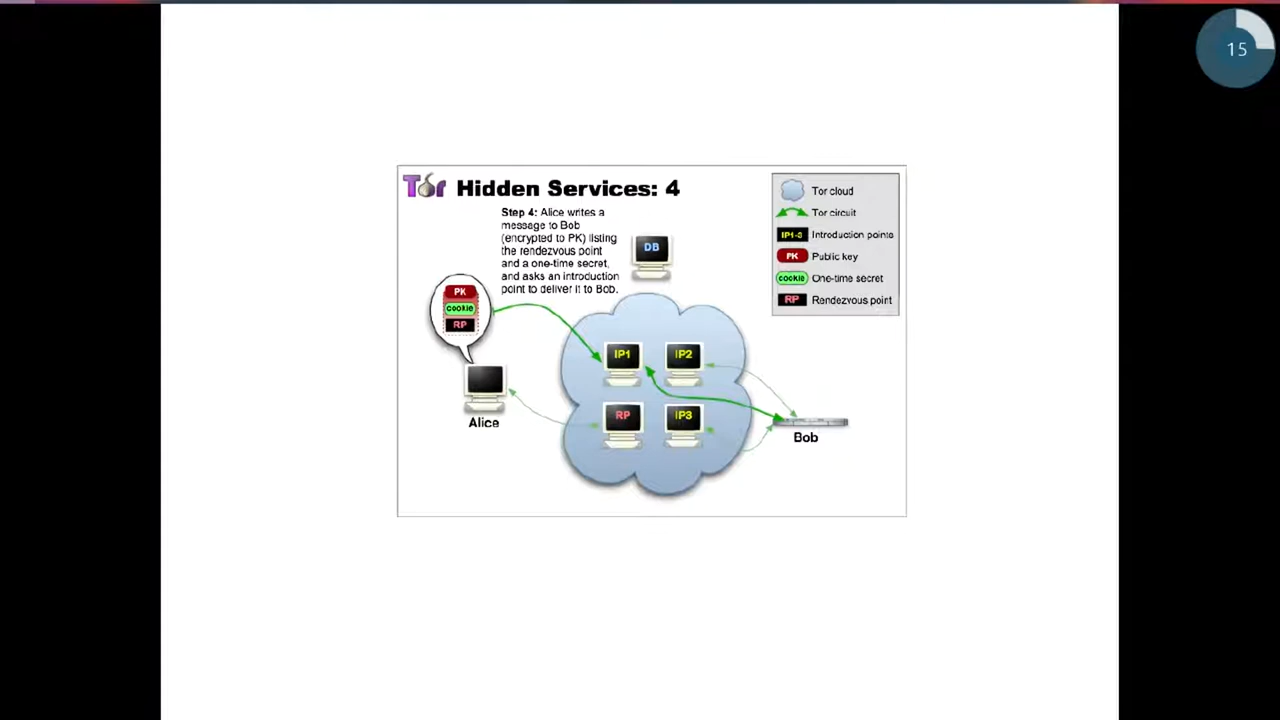 15
Tor Hidden Services: 4
Step 4: Alice writes a
message to Bob
(encrypted to PK) listing
the rendezvous point
and a one-time secret,
and asks an introduction
point to deliver it to Bob.
DB
Tor cloud
Tor circuit
IP1-3 Introduction points
PK Public key
cookie One-time secret
RP Rendezvous point
PK
cookie
RP
IP1
IP2
RP
IP3
Alice
Bob